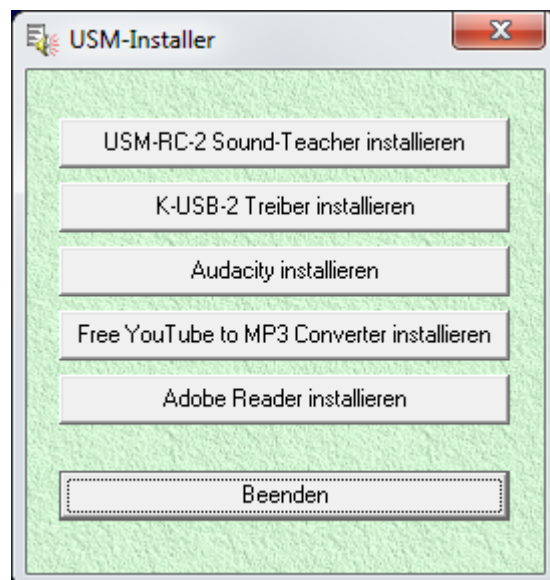 USM-Installer
USM-RC-2 Sound-Teacher installieren
K-USB-2 Treiber installieren
Audacity installieren
Free YouTube to MP3 Converter installieren
Adobe Reader installieren
Beenden